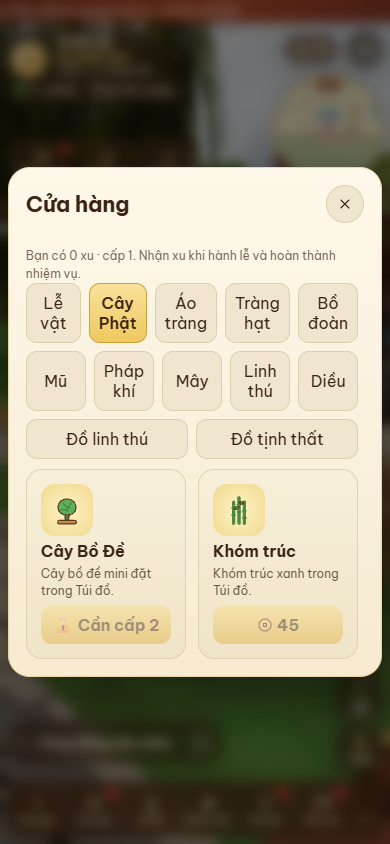 Cửa hàng
Bạn có 0 xu · cấp 1. Nhận xu khi hành lễ và hoàn thành
nhiệm vụ.
Lễ
vật
Cây
Phật
Áo
tràng
Tràng
hạt
Bồ
đoàn
Mũ
Pháp
khí
Mây
Linh
thú
Diều
Đồ linh thú
Đồ tịnh thất
Cây Bồ Đề
Cây bồ đề mini đặt
trong Túi đồ.
Cần cấp 2
Khóm trúc
Khóm trúc xanh trong
Túi đồ.
45